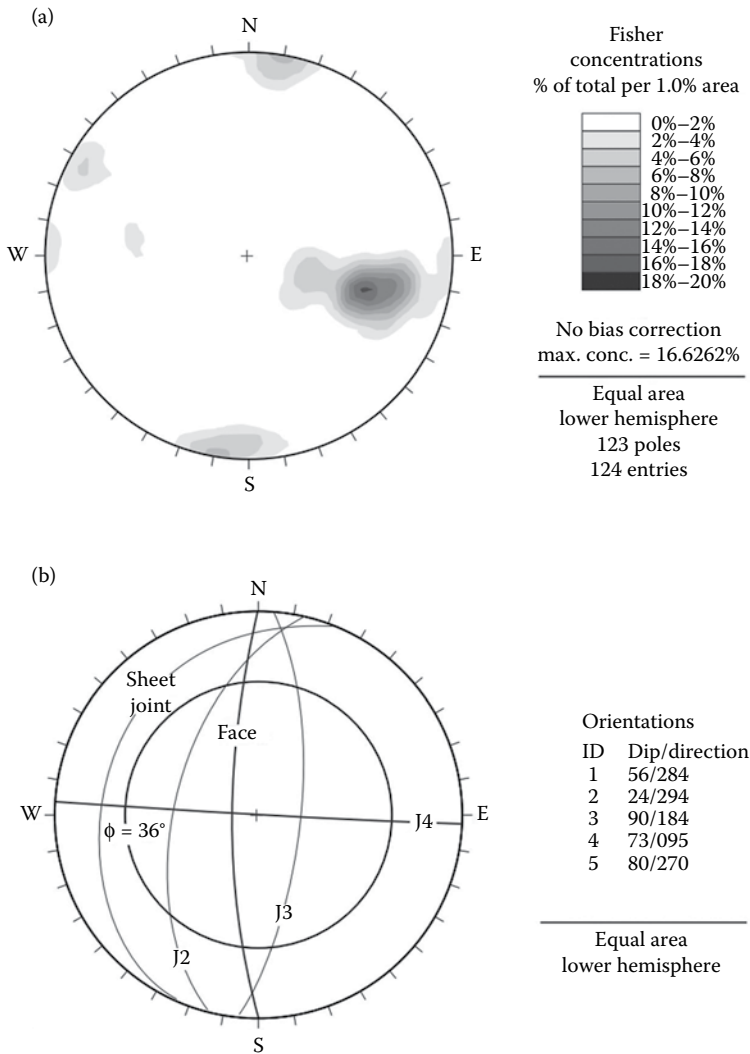 (a)
N
W
E
S
Fisher
concentrations
% of total per 1.0% area
0%–2%
2%–4%
4%–6%
6%–8%
8%–10%
10%–12%
12%–14%
14%–16%
16%–18%
18%–20%
No bias correction
max. conc. = 16.6262%
Equal area
lower hemisphere
123 poles
124 entries
(b)
N
Sheet
joint
Face
W
E
ϕ = 36°
J4
J3
J2
S
Orientations
ID Dip/direction
1 56/284
2 24/294
3 90/184
4 73/095
5 80/270
Equal area
lower hemisphere